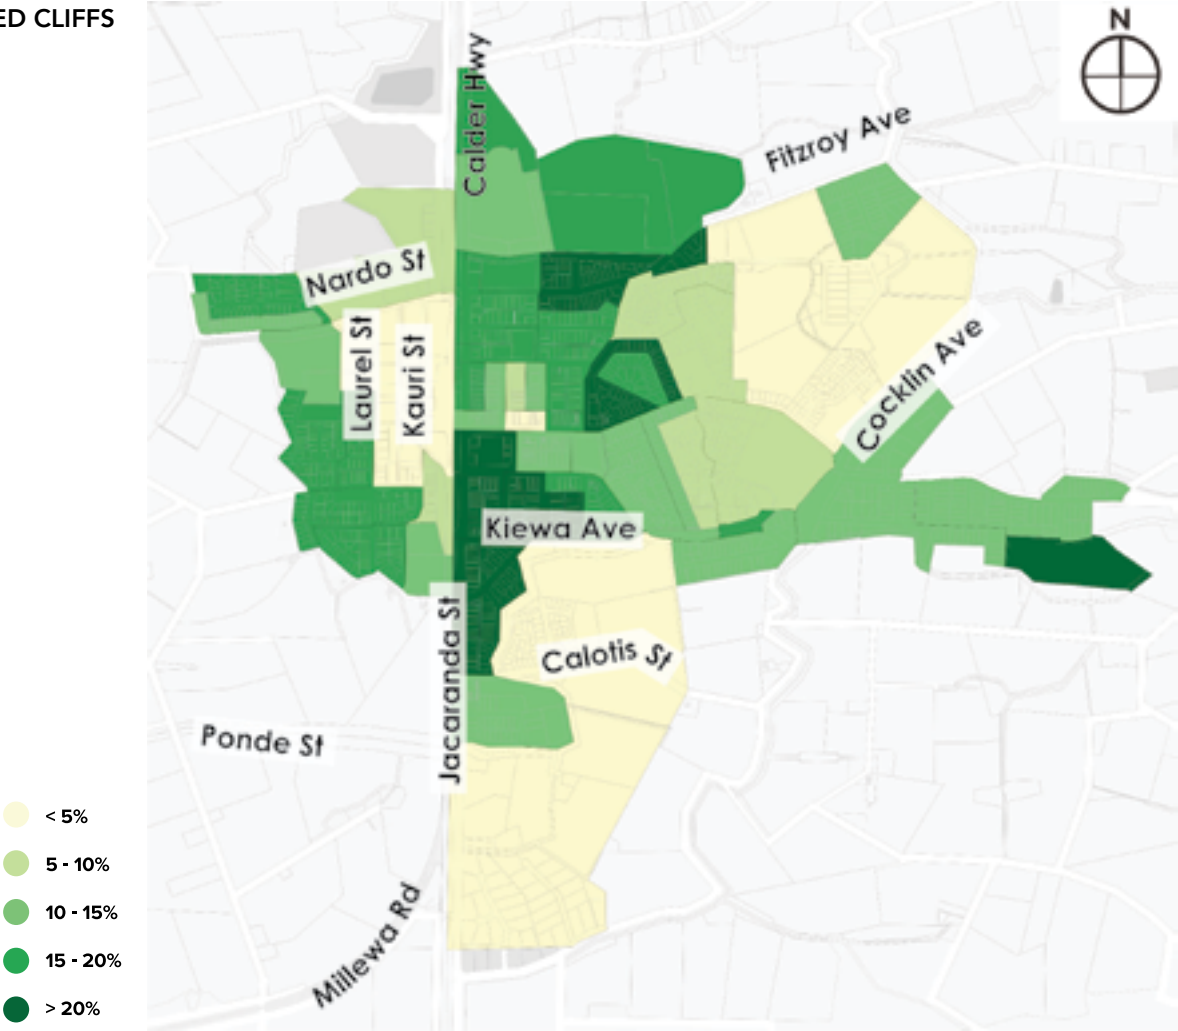 ED CLIFFS
N
Calder Hwy
Fitzroy Ave
Nardo St
Laurel St
Kauri St
Cocklin Ave
Kiewa Ave
Jacaranda St
Calotis St
Ponde St
Millewa Rd
< 5%
5 - 10%
10 - 15%
15 - 20%
> 20%